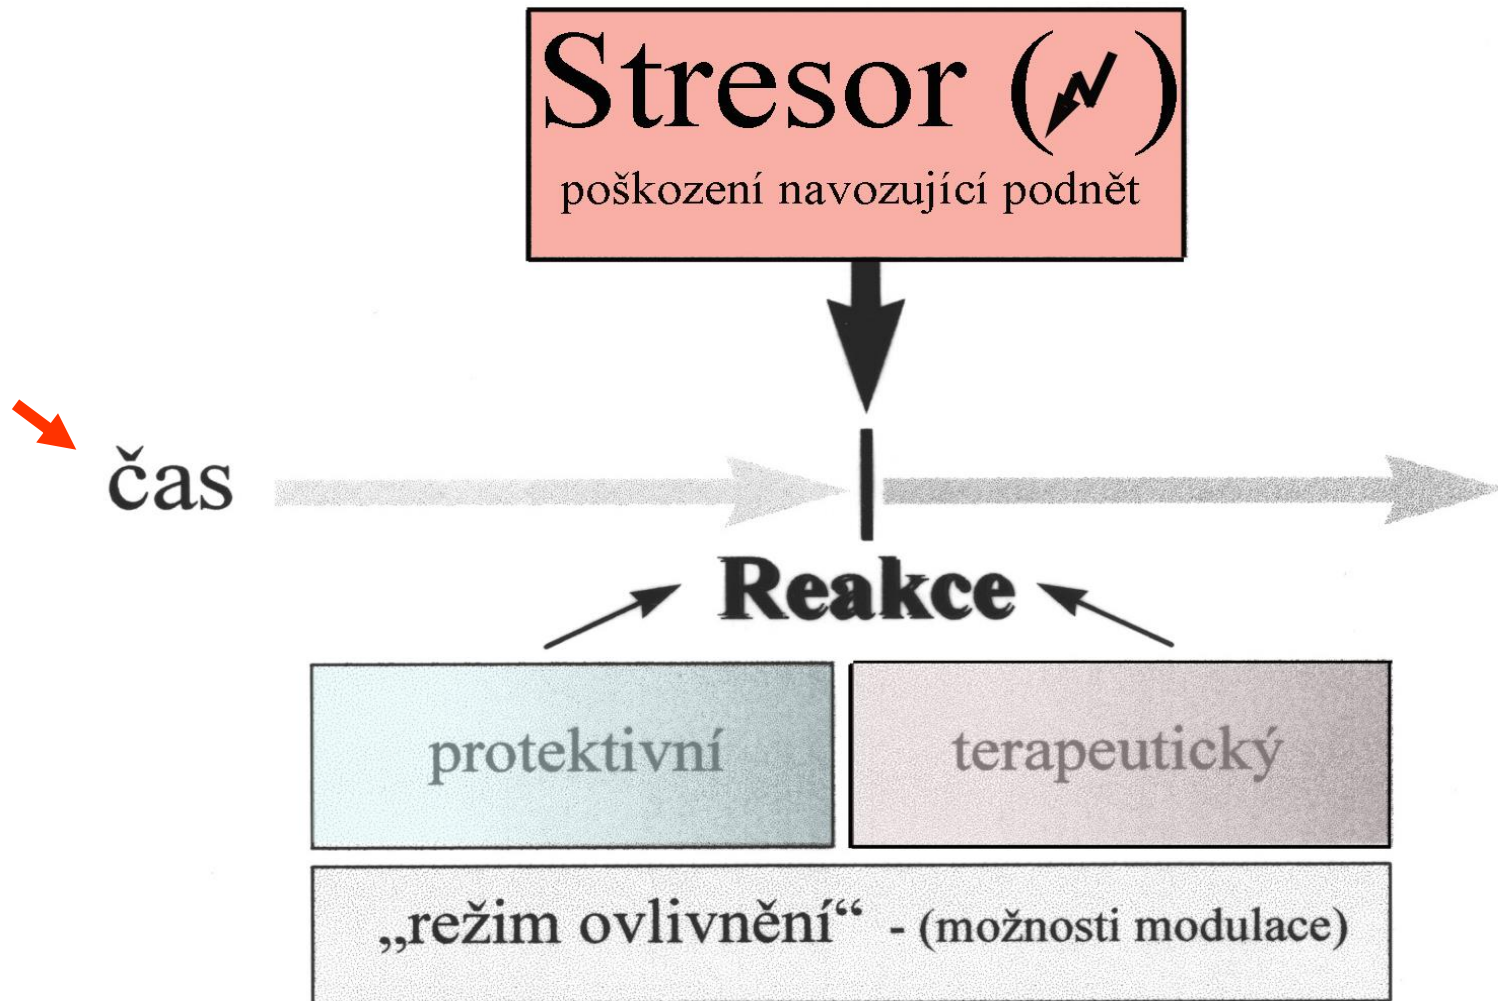 Stresor ( )
poškození navozující podnět
čas
Reakce
protektivní
terapeutický
„režim ovlivnění“ - (možnosti modulace)